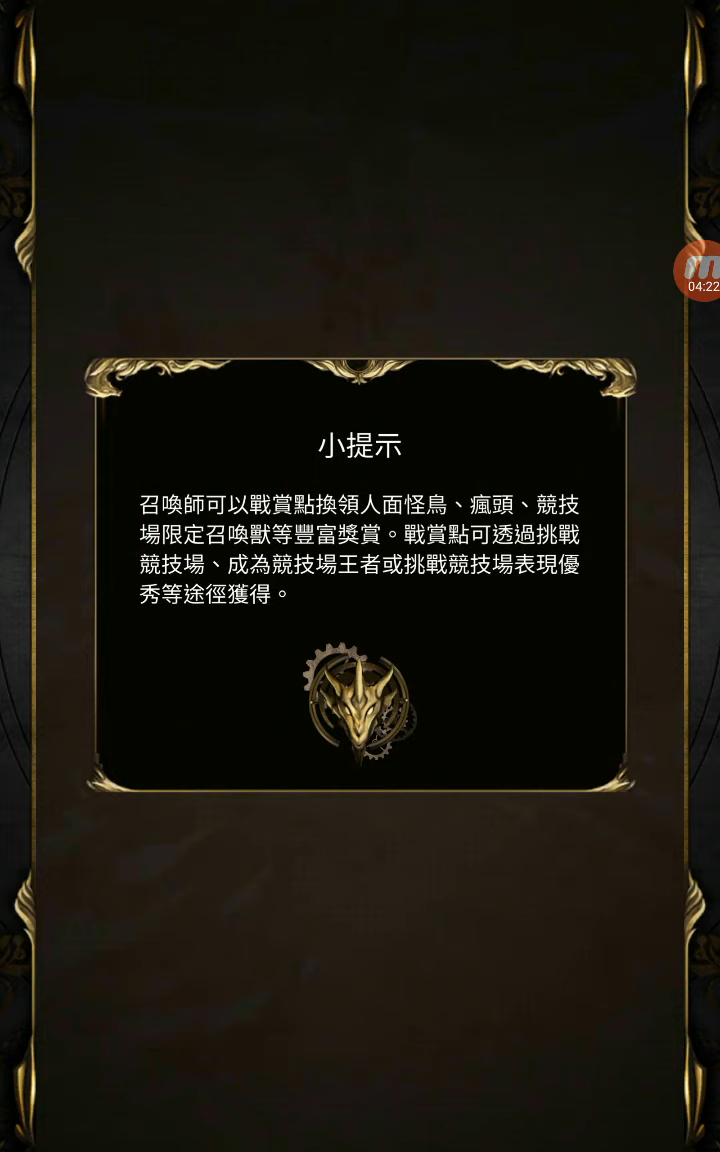 m
04:22
小提示
召喚師可以戰賞點換領人面怪鳥、瘋頭、競技
場限定召喚獸等豐富獎賞。戰賞點可透過挑戰
競技場、成為競技場王者或挑戰競技場表現優
秀等途徑獲得。